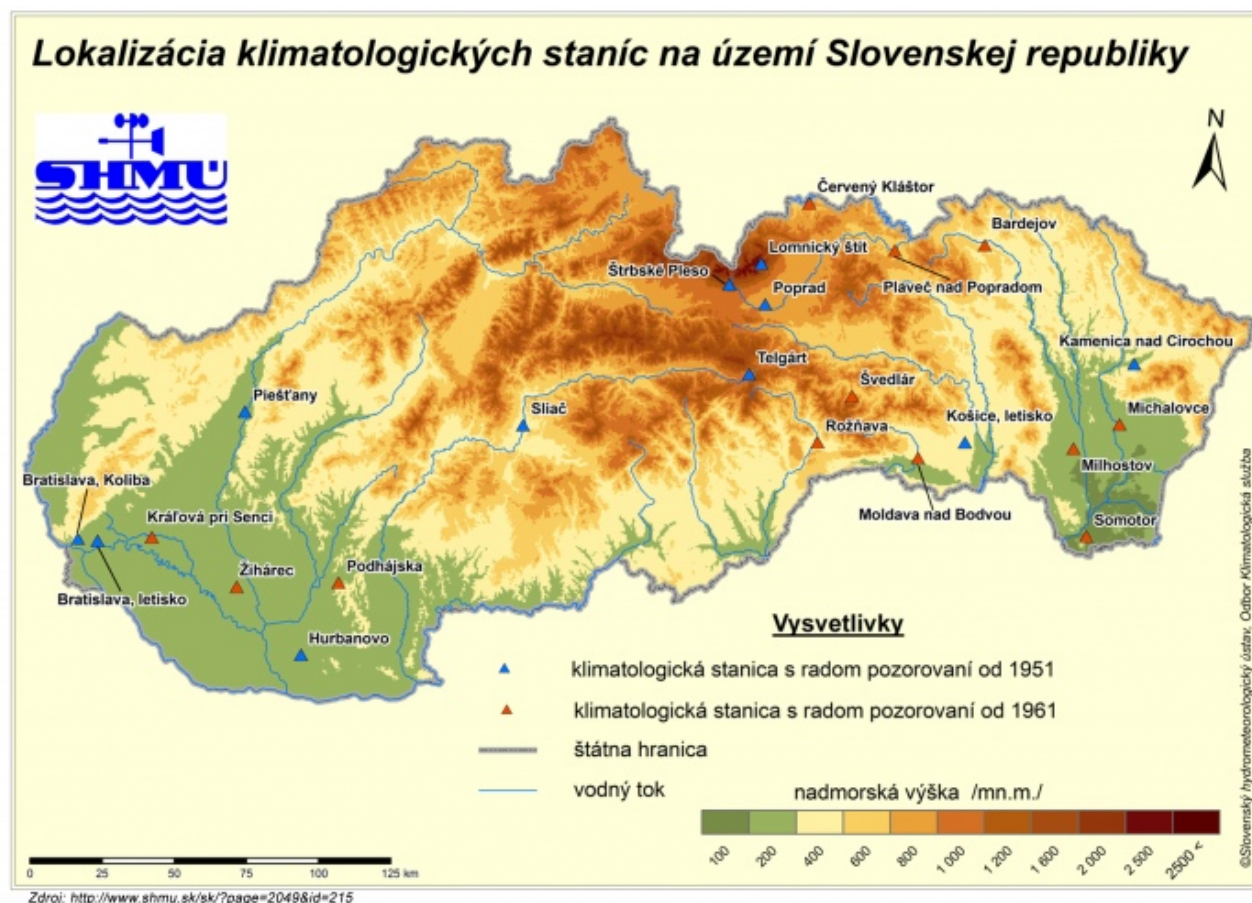 Lokalizácia klimatologických staníc na území Slovenskej republiky
SHMÚ
N
Červený Kláštor
Bardejov
Lomnický štít
Štrbské Pleso
Plaveč nad Popradom
Poprad
Kamenica nad Cirochou
Telgárt
Švedlár
Piešťany
Sliač
Michalovce
Košice, letisko
Rožňava
Milhostov
Bratislava, Koliba
Moldava nad Bodvou
Kráľová pri Senci
Somotor
Žihárec
Podhájska
Bratislava, letisko
Hurbanovo
Vysvetlivky
klimatologická stanica s radom pozorovaní od 1951
klimatologická stanica s radom pozorovaní od 1961
štátna hranica
vodný tok
nadmorská výška /mn.m./
100 200 400 600 800 1 000 1 200 1 600 2 000 2 500 2500 <
0 25 50 75 100 125 km
©Slovenský hydrometeorologický ústav, Odbor Klimatologická služba
Zdroj: http://www.shmu.sk/sk/?page=2049&id=215